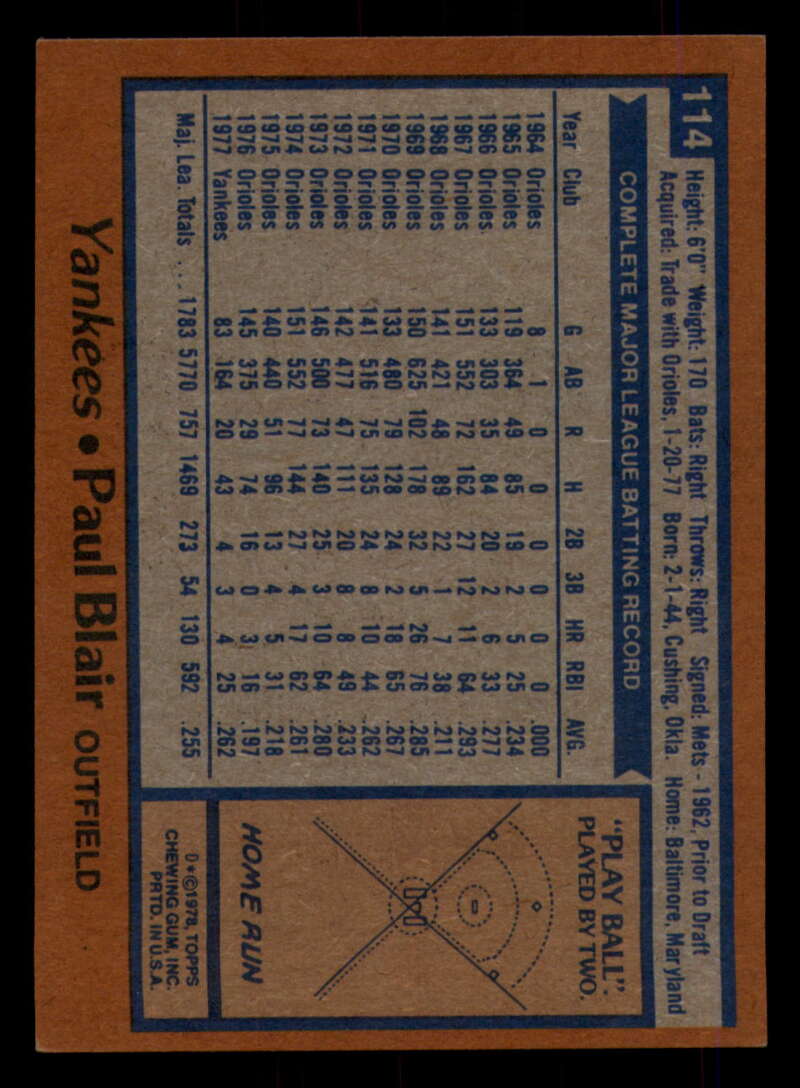 114
Height: 6'0" Weight: 170 Bats: Right Throws: Right Signed: Mets - 1962, Prior to Draft
Acquired: Trade with Orioles, 1-20-77 Born: 2-1-44, Cushing, Okla. Home: Baltimore, Maryland
COMPLETE MAJOR LEAGUE BATTING RECORD
Year Club G AB R H 2B 3B HR RBI AVG.
1964 Orioles 8 1 0 0 0 0 0 0 .000
1965 Orioles 119 364 49 85 19 2 5 25 .234
1966 Orioles 133 303 35 84 20 2 6 33 .277
1967 Orioles 151 552 72 162 27 12 11 64 .293
1968 Orioles 141 421 48 89 22 1 7 38 .211
1969 Orioles 150 625 102 178 32 5 26 76 .285
1970 Orioles 133 480 79 128 24 2 18 65 .267
1971 Orioles 141 516 75 135 24 8 10 44 .262
1972 Orioles 142 477 47 111 20 8 8 49 .233
1973 Orioles 146 500 73 140 25 3 10 64 .280
1974 Orioles 151 552 77 144 27 4 17 62 .261
1975 Orioles 140 440 51 96 13 4 5 31 .218
1976 Orioles 145 375 29 74 16 0 3 16 .197
1977 Yankees 83 164 20 43 4 3 4 25 .262
Maj. Lea. Totals ... 1783 5770 757 1469 273 54 130 592 .255
"PLAY BALL":
PLAYED BY TWO.
HOME RUN
D*©1978, TOPPS
CHEWING GUM, INC.
PRTD. IN U.S.A.
Yankees • Paul Blair OUTFIELD